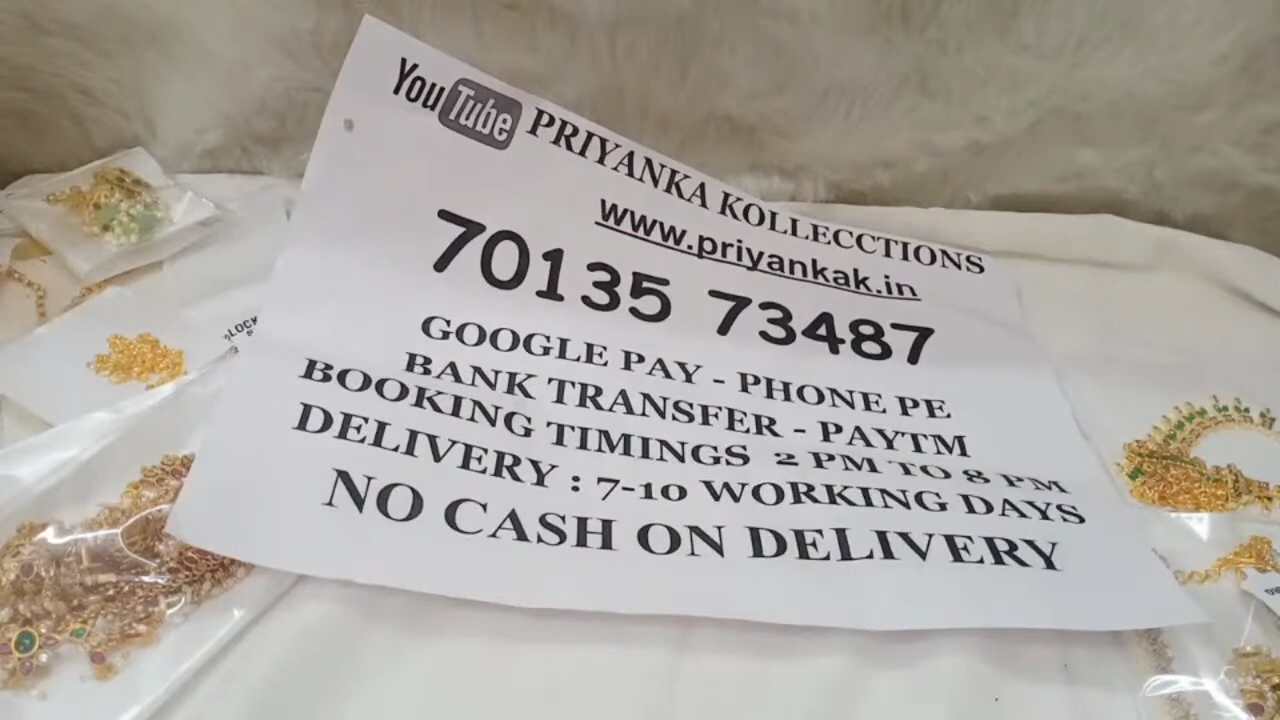 YouTube PRIYANKA KOLLECCTIONS
www.priyankak.in
70135 73487
GOOGLE PAY - PHONE PE
BANK TRANSFER - PAYTM
BOOKING TIMINGS 2 PM TO 8 PM
DELIVERY : 7-10 WORKING DAYS
NO CASH ON DELIVERY